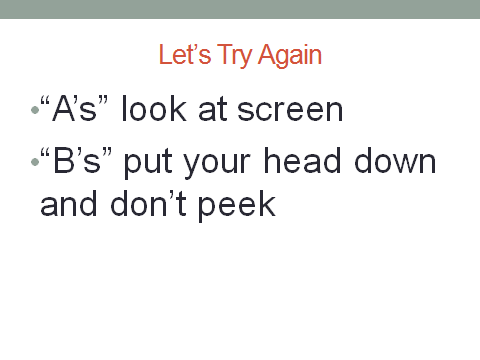 Let’s Try Again
•“A’s” look at screen
•“B’s” put your head down
and don’t peek